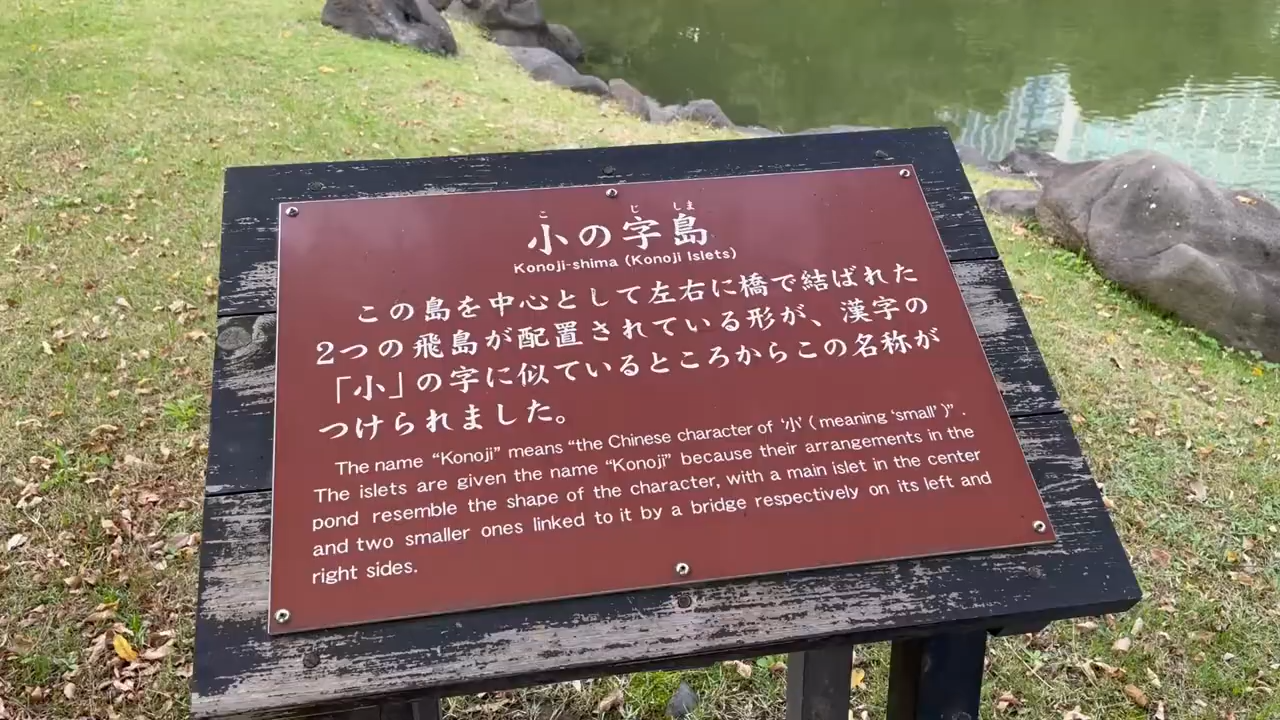 こ じ しま
小の字島
Konoji-shima (Konoji Islets)
この島を中心として左右に橋で結ばれた
2つの飛島が配置されている形が、漢字の
「小」の字に似ているところからこの名称が
つけられました。
The name “Konoji” means “the Chinese character of ‘小’ ( meaning ‘small’ )” .
The islets are given the name “Konoji” because their arrangements in the
pond resemble the shape of the character, with a main islet in the center
and two smaller ones linked to it by a bridge respectively on its left and
right sides.